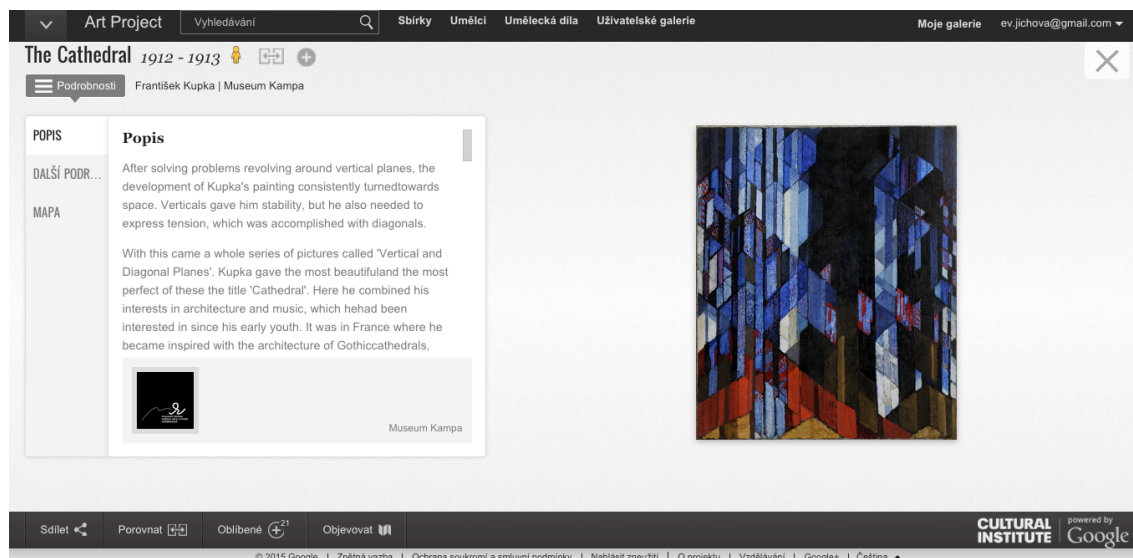 Art Project Vyhledávání Sbírky Umělci Umělecká díla Uživatelské galerie Moje galerie ev.jichova@gmail.com
The Cathedral 1912 - 1913
Podrobnosti František Kupka | Museum Kampa
POPIS
DALŠÍ PODR...
MAPA
Popis
After solving problems revolving around vertical planes, the
development of Kupka's painting consistently turnedtowards
space. Verticals gave him stability, but he also needed to
express tension, which was accomplished with diagonals.
With this came a whole series of pictures called 'Vertical and
Diagonal Planes'. Kupka gave the most beautifuland the most
perfect of these the title 'Cathedral'. Here he combined his
interests in architecture and music, which hehad been
interested in since his early youth. It was in France where he
became inspired with the architecture of Gothiccathedrals,
Museum Kampa
Sdílet Porovnat Oblíbené 21 Objevovat
CULTURAL INSTITUTE powered by Google
© 2015 Google | Zpětná vazba | Ochrana soukromí a smluvní podmínky | Nahlásit zneužití | O projektu | Vzdělávání | Google+ | Čeština